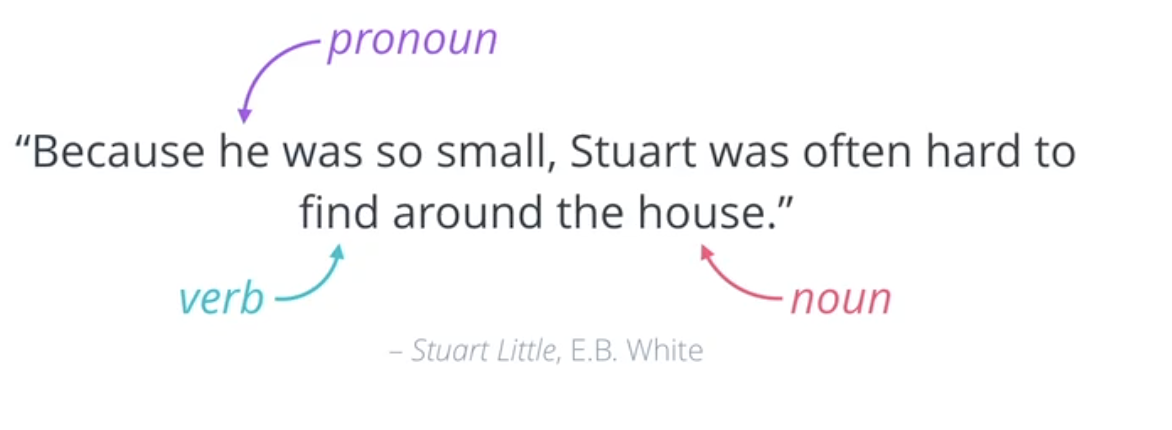 pronoun
“Because he was so small, Stuart was often hard to
find around the house.”
verb
noun
– Stuart Little, E.B. White